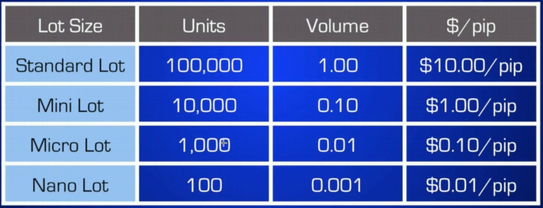 Lot Size Units Volume $/pip
Standard Lot 100,000 1.00 $10.00/pip
Mini Lot 10,000 0.10 $1.00/pip
Micro Lot 1,000 0.01 $0.10/pip
Nano Lot 100 0.001 $0.01/pip